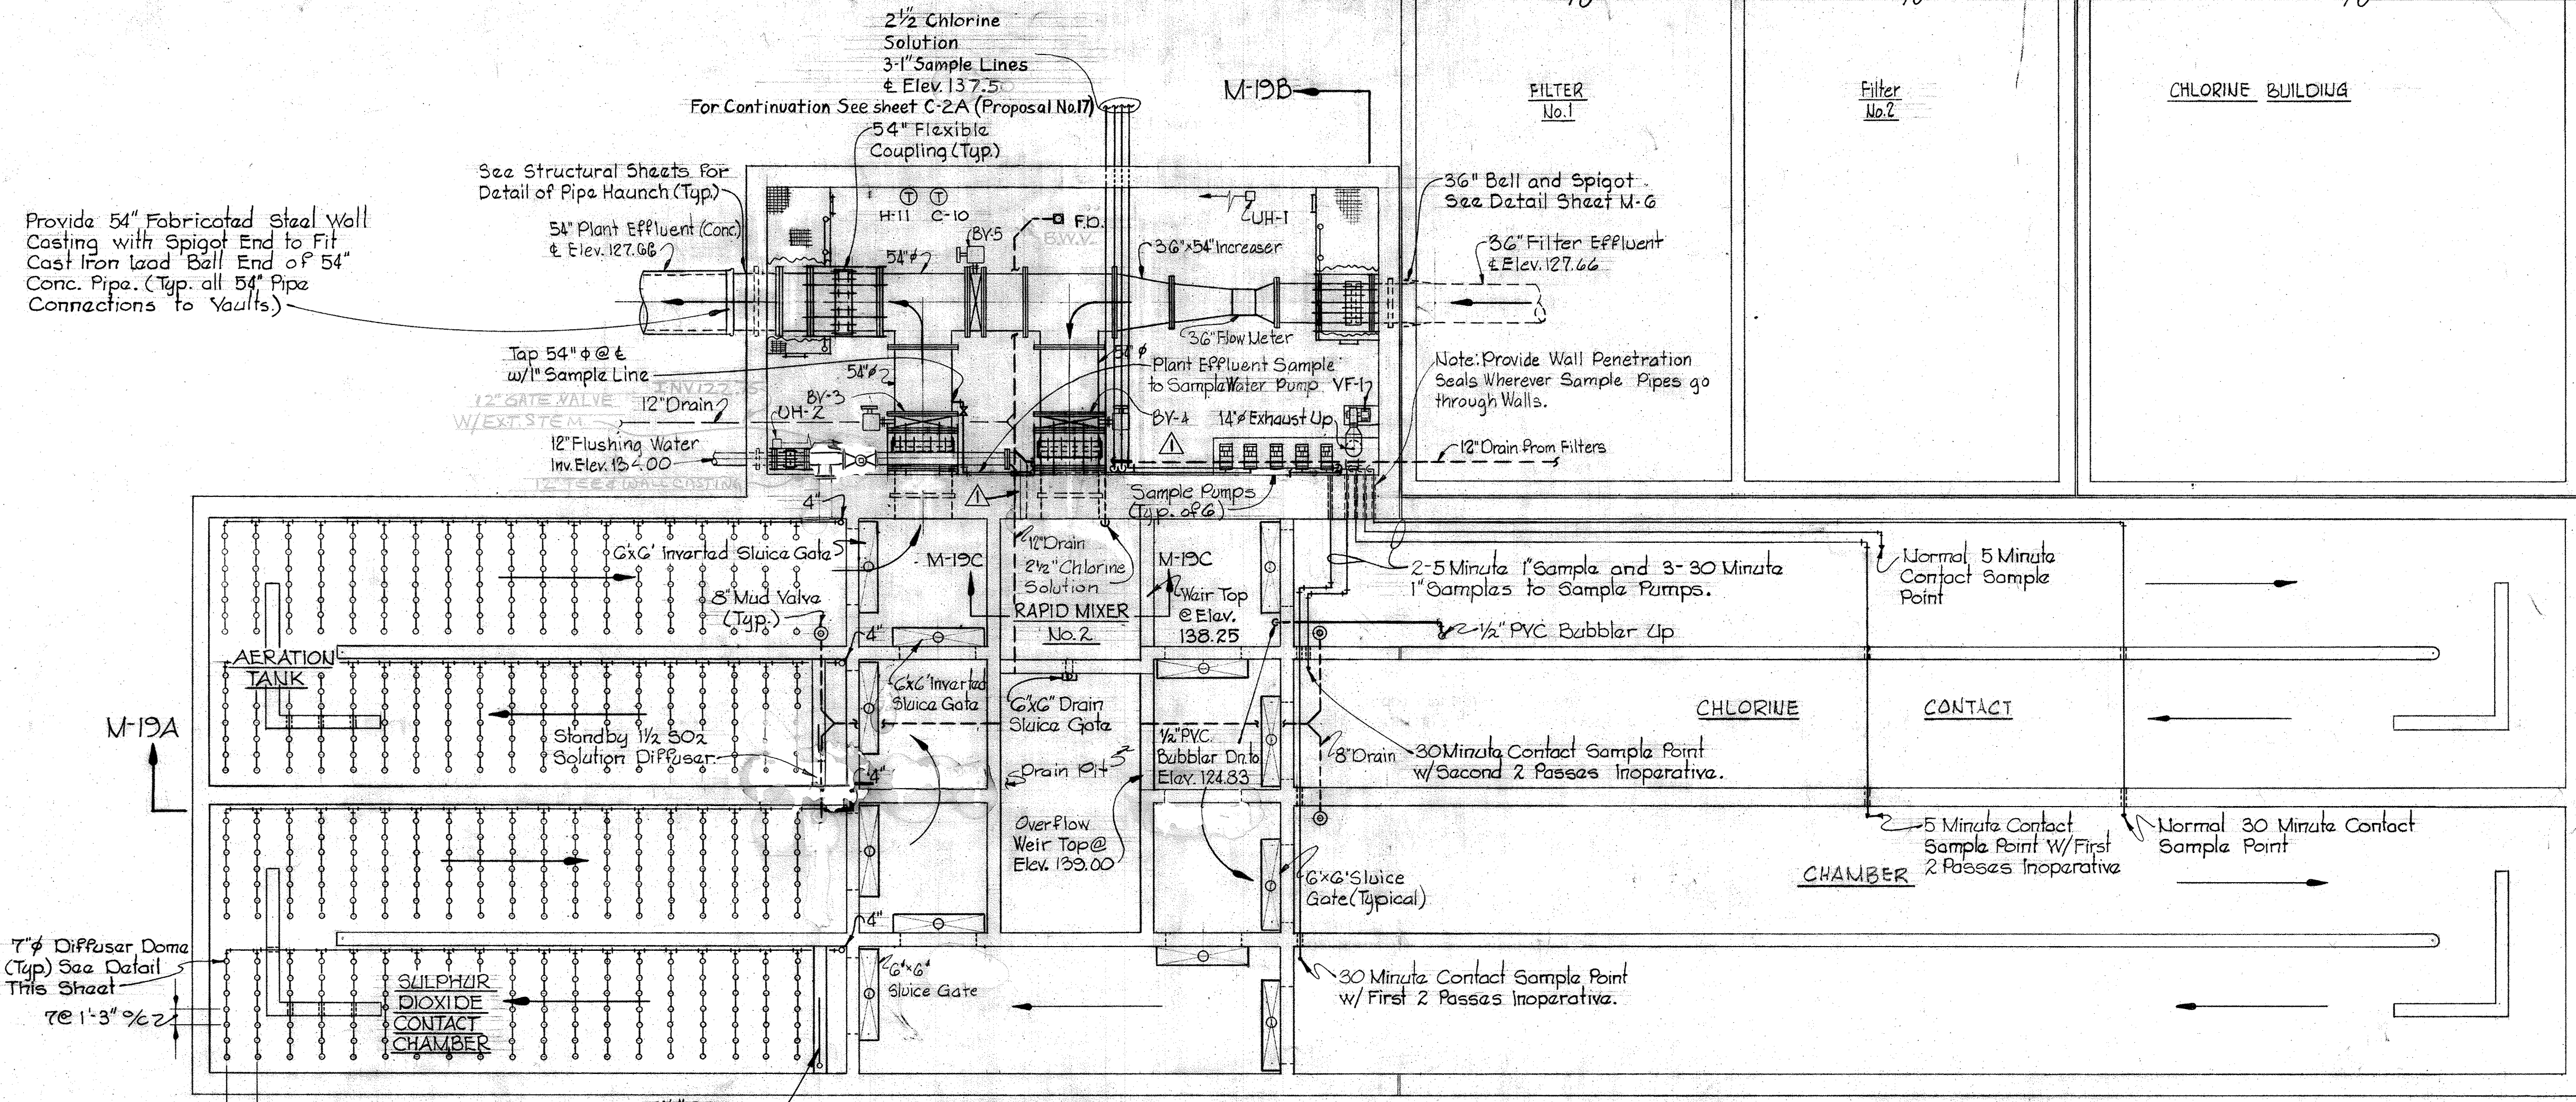 2½" Chlorine
Solution
3-1" Sample Lines
℄ Elev. 137.50
For Continuation See sheet C-2A (Proposal No.17)
54" Flexible
Coupling (Typ.)
M-19B
FILTER
No.1
Filter
No.2
CHLORINE BUILDING
See Structural Sheets For
Detail of Pipe Haunch (Typ.)
54" Plant Effluent (Conc.)
℄ Elev. 127.66
Provide 54" Fabricated Steel Wall
Casting with Spigot End to Fit
Cast Iron Lead Ball End of 54"
Conc. Pipe. (Typ. all 54" Pipe
Connections to Vaults.)
T T
H-11 C-10
BV-5
54"ø
F.D.
B.W.V.
UH-1
36"x54" Increaser
36" Bell and Spigot
See Detail Sheet M-6
36" Filter Effluent
℄ Elev. 127.66
36" Flow Meter
Tap 54" ø @ ℄
w/1" Sample Line
INV 122.75
12" GATE VALVE
W/EXT. STEM
12" Drain
54"ø
BV-3
UH-2
54"ø
Plant Effluent Sample
to Sample Water Pump
VF-1
BV-4
14"ø Exhaust Up
1
Note: Provide Wall Penetration
Seals Wherever Sample Pipes go
through Walls.
12" Flushing Water
12" TEE & WALL CASTING
12" Drain from Filters
4"
1
Sample Pumps
(Typ. of 6)
6'x6' Inverted Sluice Gate
M-19C
12" Drain
2½" Chlorine
Solution
M-19C
Weir Top
@ Elev.
138.25
RAPID MIXER
No. 2
8" Mud Valve
(Typ.)
4"
2-5 Minute 1" Sample and 3-30 Minute
1" Samples to Sample Pumps.
½" PVC Bubbler Up
Normal 5 Minute
Contact Sample
Point
AERATION
TANK
6'x6' Inverted
Sluice Gate
6"x6" Drain
Sluice Gate
M-19A
Standby 1½ SO2
Solution Diffuser
4"
Drain Pit
½" PVC
Bubbler Dn. to
Elev. 124.83
8" Drain
30 Minute Contact Sample Point
w/Second 2 Passes Inoperative.
CHLORINE CONTACT
CHAMBER
Overflow
Weir Top @
Elev. 139.00
6'x6' Sluice
Gate (Typical)
5 Minute Contact
Sample Point W/ First
2 Passes Inoperative
Normal 30 Minute Contact
Sample Point
7"ø Diffuser Dome
(Typ.) See Detail
This Sheet
7@ 1'-3" o/c
4"
SULPHUR
DIOXIDE
CONTACT
CHAMBER
6'x6'
Sluice Gate
30 Minute Contact Sample Point
w/ First 2 Passes Inoperative.